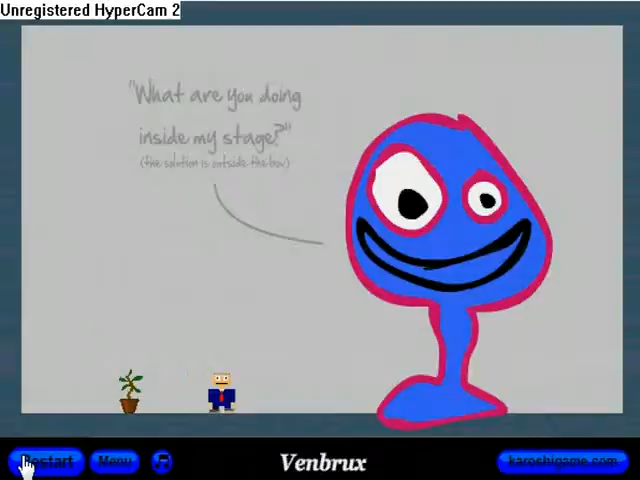 Unregistered HyperCam 2
"What are you doing
inside my stage?"
(the solution is outside the box)
Restart Menu Venbrux karoshigame.com